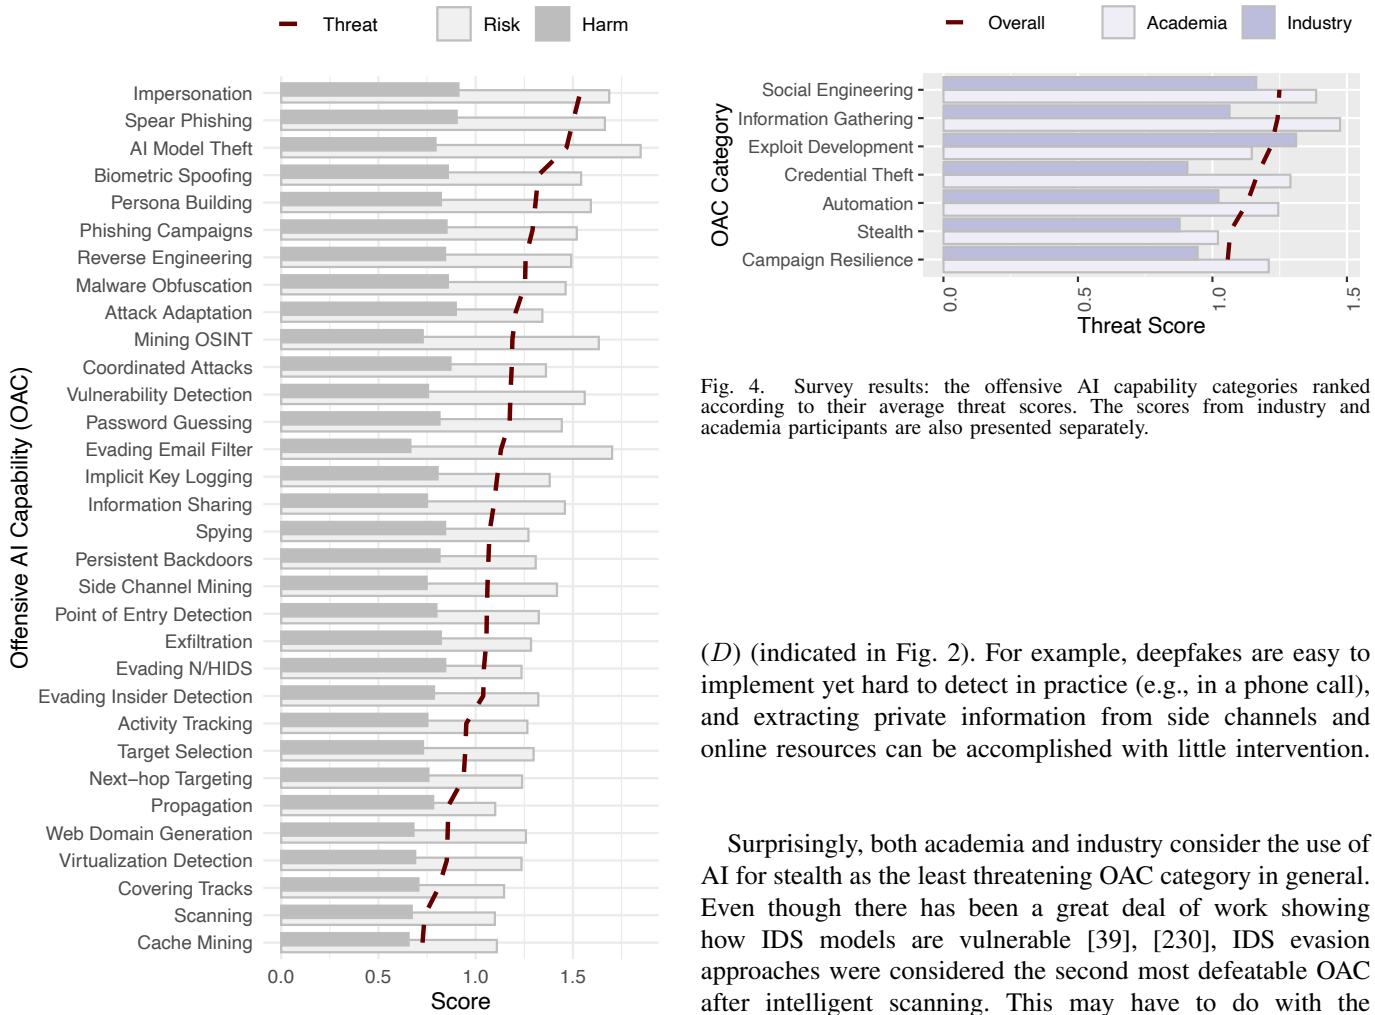 Threat Risk Harm
Offensive AI Capability (OAC)
Impersonation
Spear Phishing
AI Model Theft
Biometric Spoofing
Persona Building
Phishing Campaigns
Reverse Engineering
Malware Obfuscation
Attack Adaptation
Mining OSINT
Coordinated Attacks
Vulnerability Detection
Password Guessing
Evading Email Filter
Implicit Key Logging
Information Sharing
Spying
Persistent Backdoors
Side Channel Mining
Point of Entry Detection
Exfiltration
Evading N/HIDS
Evading Insider Detection
Activity Tracking
Target Selection
Next−hop Targeting
Propagation
Web Domain Generation
Virtualization Detection
Covering Tracks
Scanning
Cache Mining
0.0 0.5 1.0 1.5
Score
Overall Academia Industry
OAC Category
Social Engineering
Information Gathering
Exploit Development
Credential Theft
Automation
Stealth
Campaign Resilience
0.0 0.5 1.0 1.5
Threat Score
Fig. 4. Survey results: the offensive AI capability categories ranked
according to their average threat scores. The scores from industry and
academia participants are also presented separately.
(D) (indicated in Fig. 2). For example, deepfakes are easy to
implement yet hard to detect in practice (e.g., in a phone call),
and extracting private information from side channels and
online resources can be accomplished with little intervention.
Surprisingly, both academia and industry consider the use of
AI for stealth as the least threatening OAC category in general.
Even though there has been a great deal of work showing
how IDS models are vulnerable [39], [230], IDS evasion
approaches were considered the second most defeatable OAC
after intelligent scanning. This may have to do with the